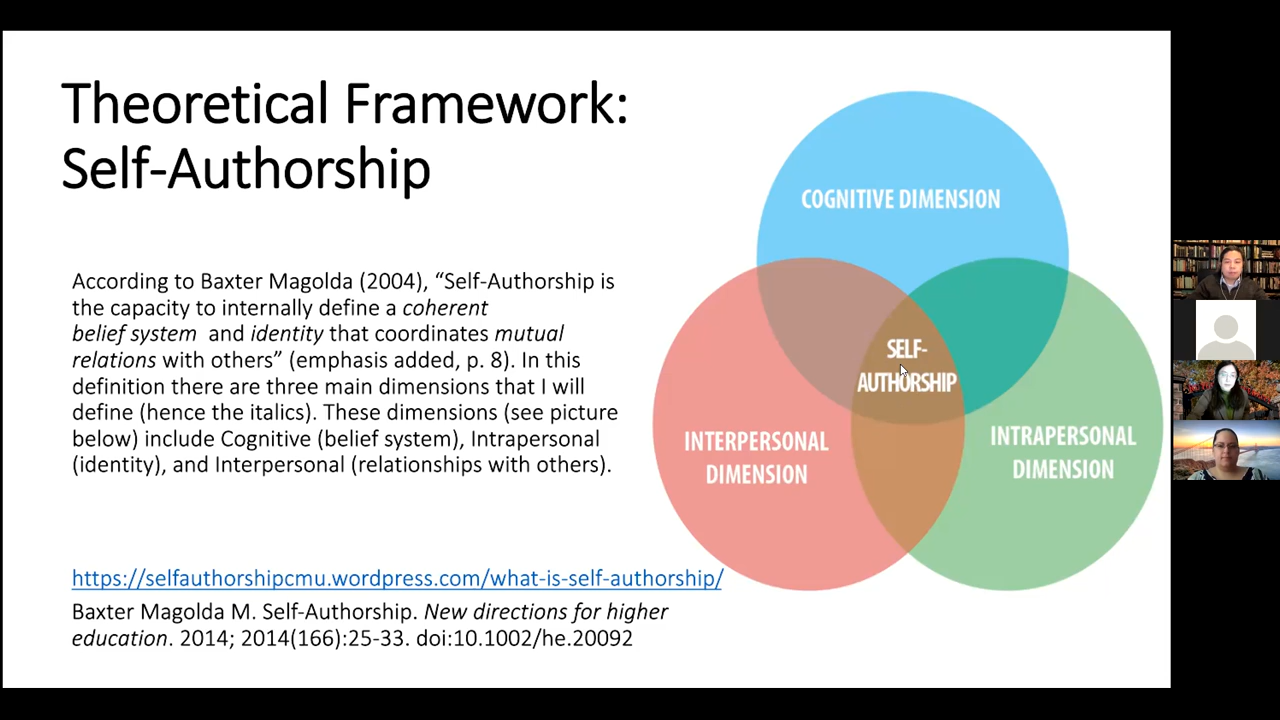 Theoretical Framework:
Self-Authorship
According to Baxter Magolda (2004), “Self-Authorship is
the capacity to internally define a coherent
belief system  and identity that coordinates mutual
relations with others” (emphasis added, p. 8). In this
definition there are three main dimensions that I will
define (hence the italics). These dimensions (see picture
below) include Cognitive (belief system), Intrapersonal
(identity), and Interpersonal (relationships with others).
https://selfauthorshipcmu.wordpress.com/what-is-self-authorship/
Baxter Magolda M. Self-Authorship. New directions for higher
education. 2014; 2014(166):25-33. doi:10.1002/he.20092
COGNITIVE DIMENSION
SELF-
AUTHORSHIP
INTERPERSONAL
DIMENSION
INTRAPERSONAL
DIMENSION